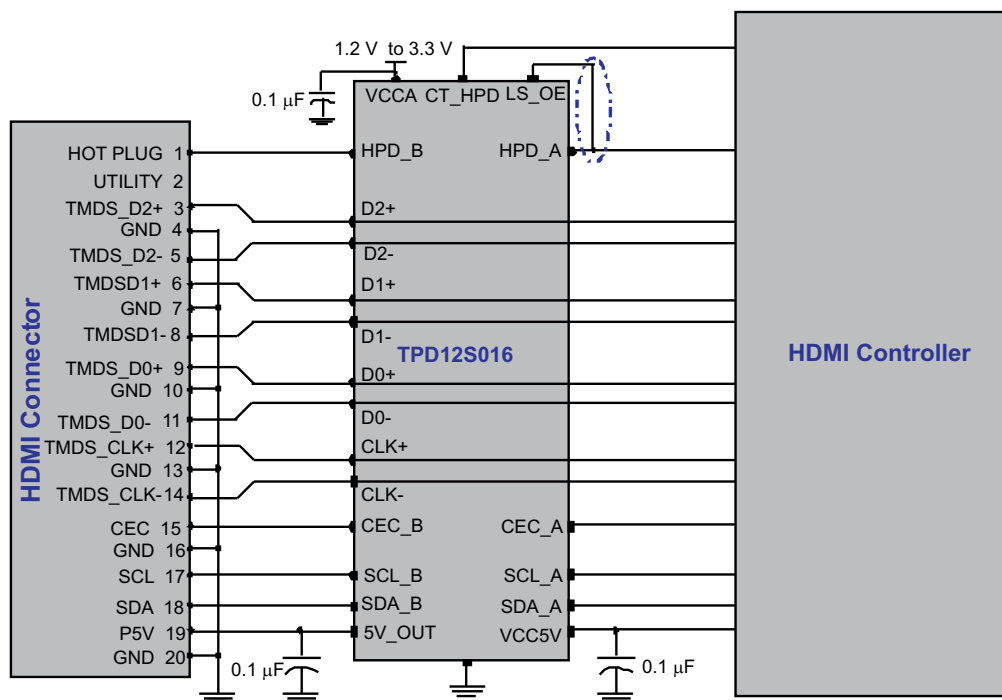 1.2 V to 3.3 V
0.1 μF
VCCA CT_HPD LS_OE
HOT PLUG 1
HPD_B
HPD_A
UTILITY 2
TMDS_D2+ 3
D2+
GND 4
TMDS_D2- 5
D2-
TMDSD1+ 6
D1+
GND 7
TMDSD1- 8
D1-
TPD12S016
HDMI Controller
TMDS_D0+ 9
D0+
GND 10
TMDS_D0- 11
D0-
TMDS_CLK+ 12
CLK+
GND 13
TMDS_CLK- 14
CLK-
CEC 15
CEC_B
CEC_A
GND 16
SCL 17
SCL_B
SCL_A
SDA 18
SDA_B
SDA_A
P5V 19
5V_OUT
VCC5V
GND 20
0.1 μF
0.1 μF
HDMI Connector